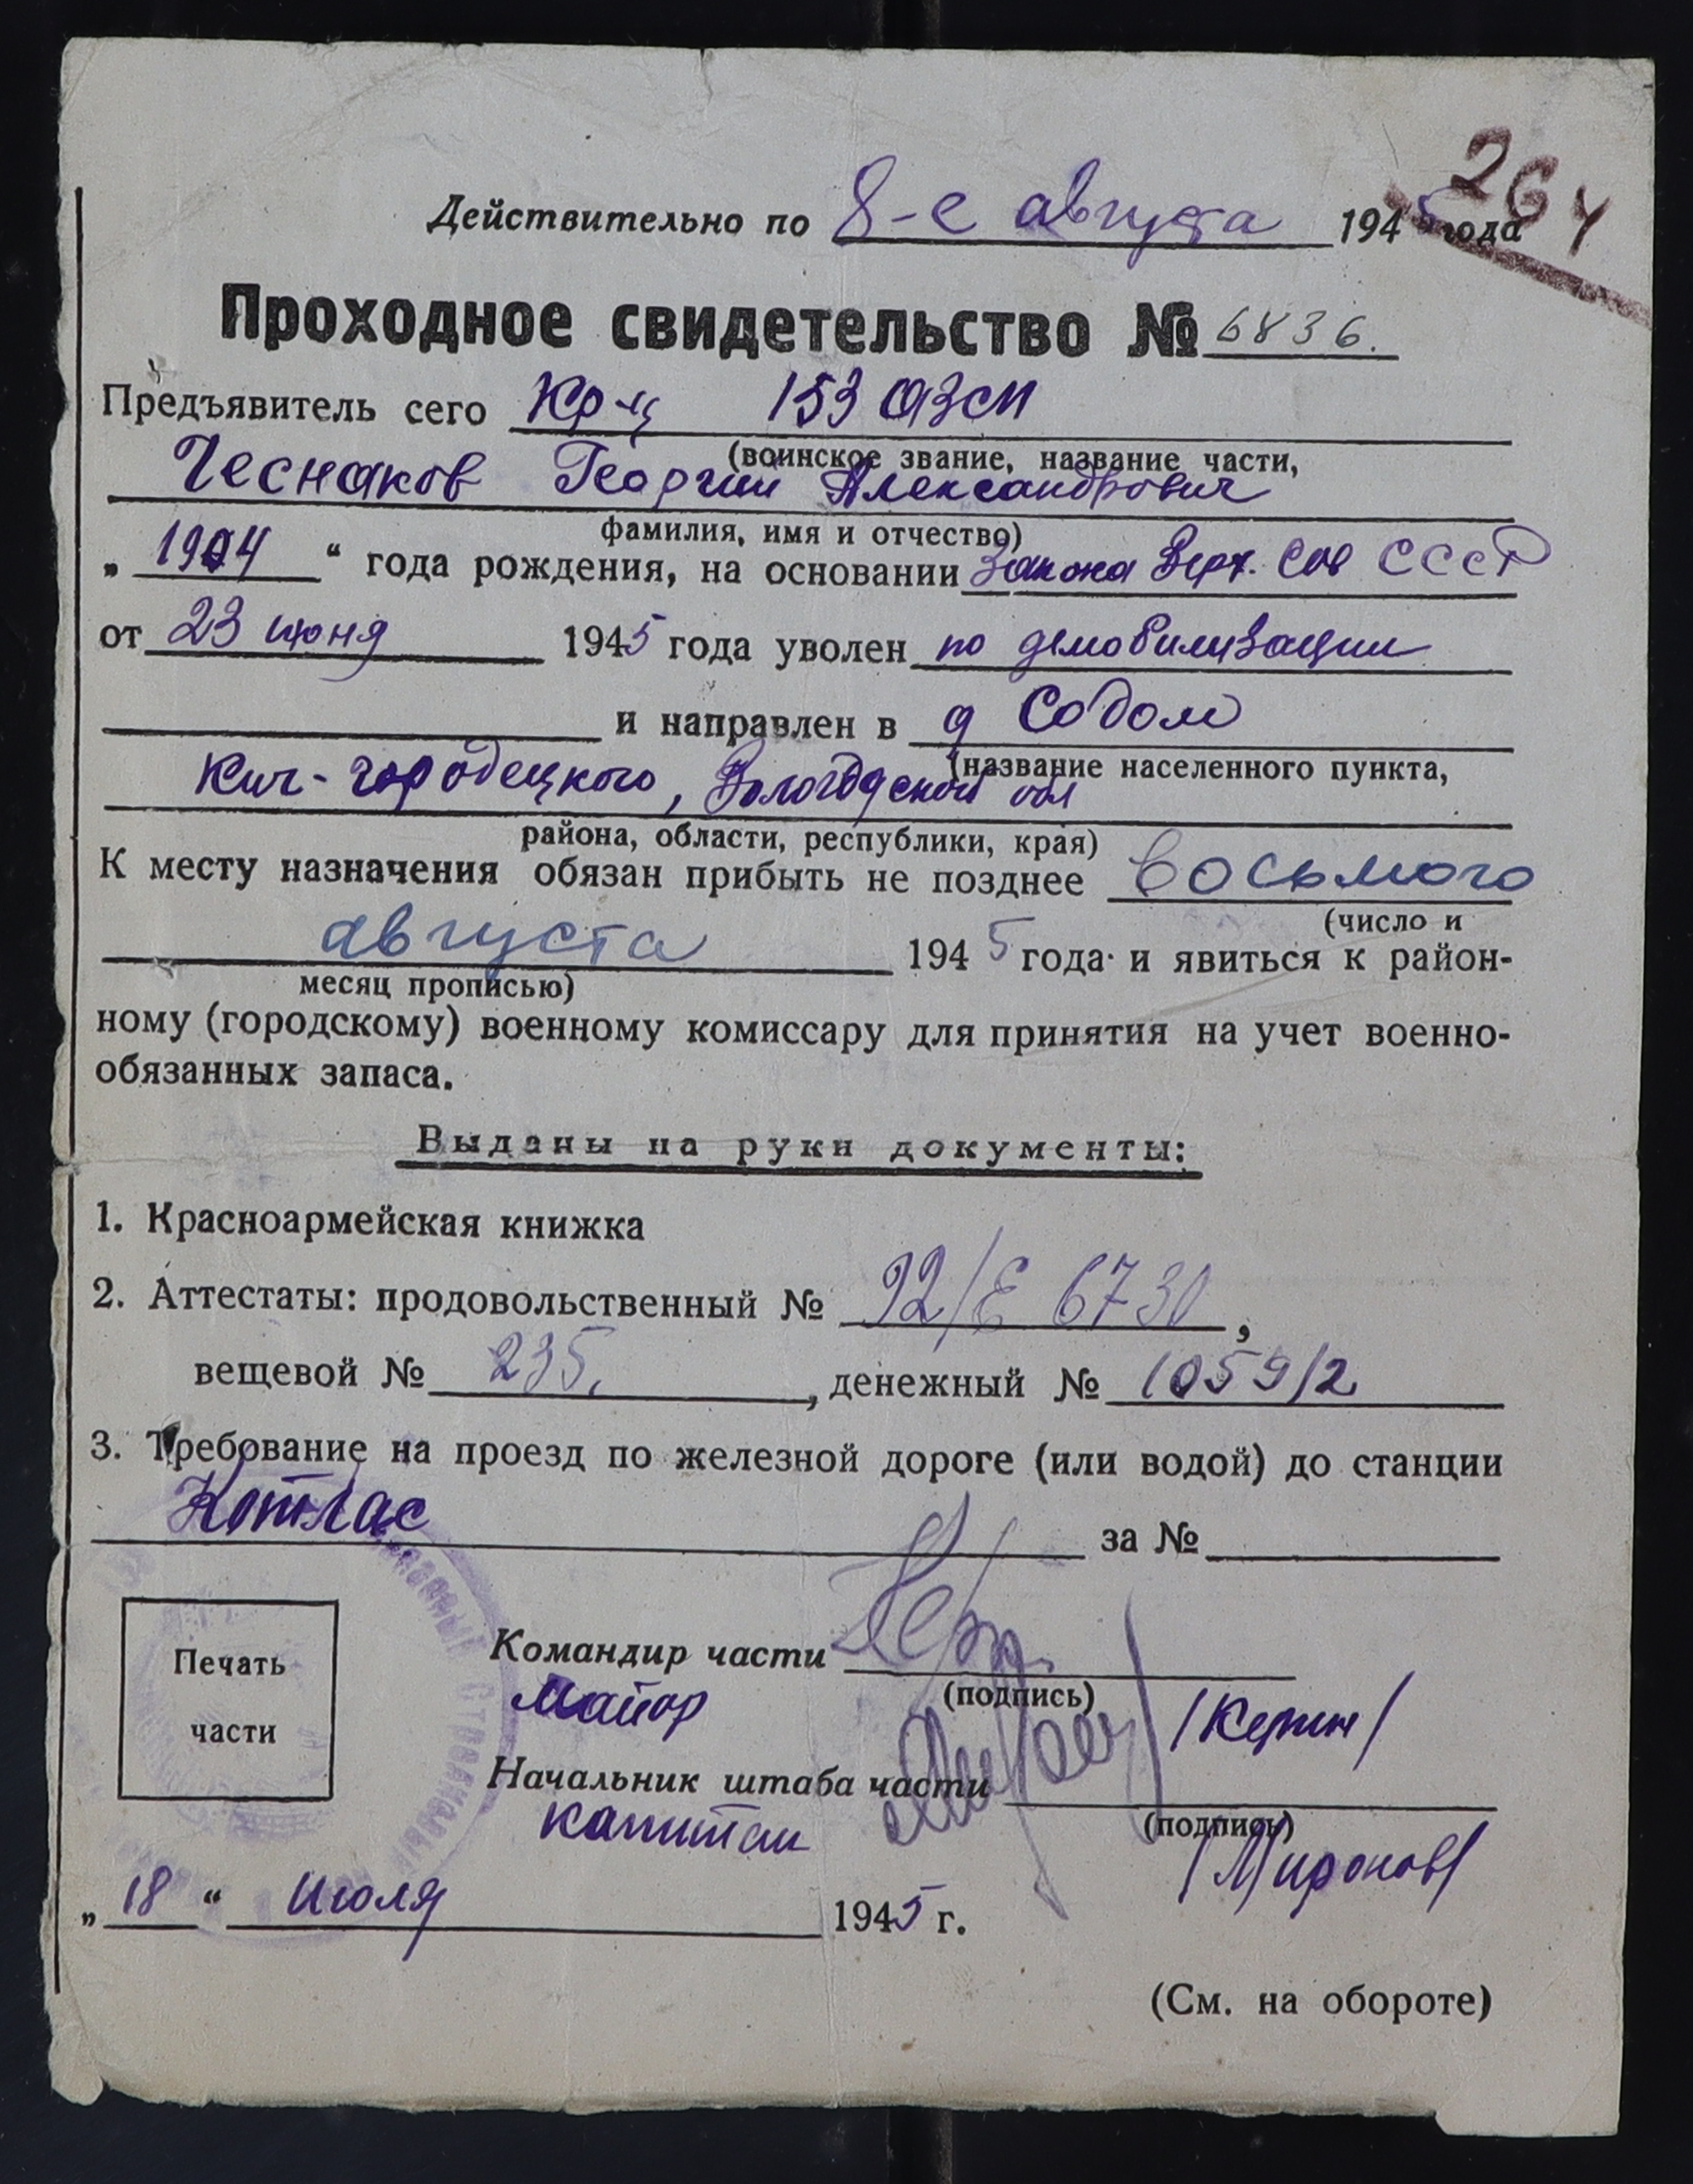 264
Действительно по 8-е августа 1945 года
Проходное свидетельство № 6836.
Предъявитель сего Кр-ц 153 ОАЗСП
(воинское звание, название части,
Чеснаков Георгий Александрович
фамилия, имя и отчество)
„1904“ года рождения, на основании Закона Верх. Сов СССР
от 23 июня 1945 года уволен по демобилизации
и направлен в д Содом
(название населенного пункта,
Кич-городецкого, Вологодской обл
района, области, республики, края)
К месту назначения обязан прибыть не позднее восьмого
(число и
августа 1945 года и явиться к район-
месяц прописью)
ному (городскому) военному комиссару для принятия на учет военно-
обязанных запаса.
Выданы на руки документы:
1. Красноармейская книжка
2. Аттестаты: продовольственный № 92/Е 6730,
вещевой № 235., денежный № 1059/2
3. Требование на проезд по железной дороге (или водой) до станции
Котлас за №
Печать
части
Командир части
(подпись)
Майор /Керин/
Начальник штаба части
(подпись)
капитан /Миронов/
„18“ Июля 1945 г.
(См. на обороте)